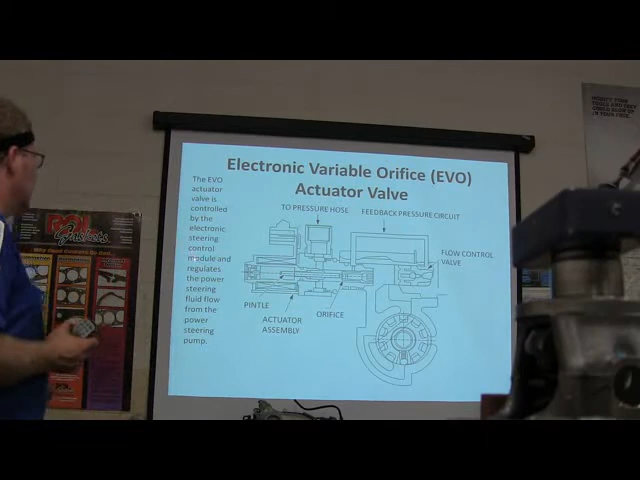 Electronic Variable Orifice (EVO)
Actuator Valve
The EVO
actuator
valve is
controlled
by the
electronic
steering
control
module and
regulates
the power
steering
fluid flow
from the
power
steering
pump.
TO PRESSURE HOSE
FEEDBACK PRESSURE CIRCUIT
FLOW CONTROL
VALVE
PINTLE
ACTUATOR
ASSEMBLY
ORIFICE
Gaskets